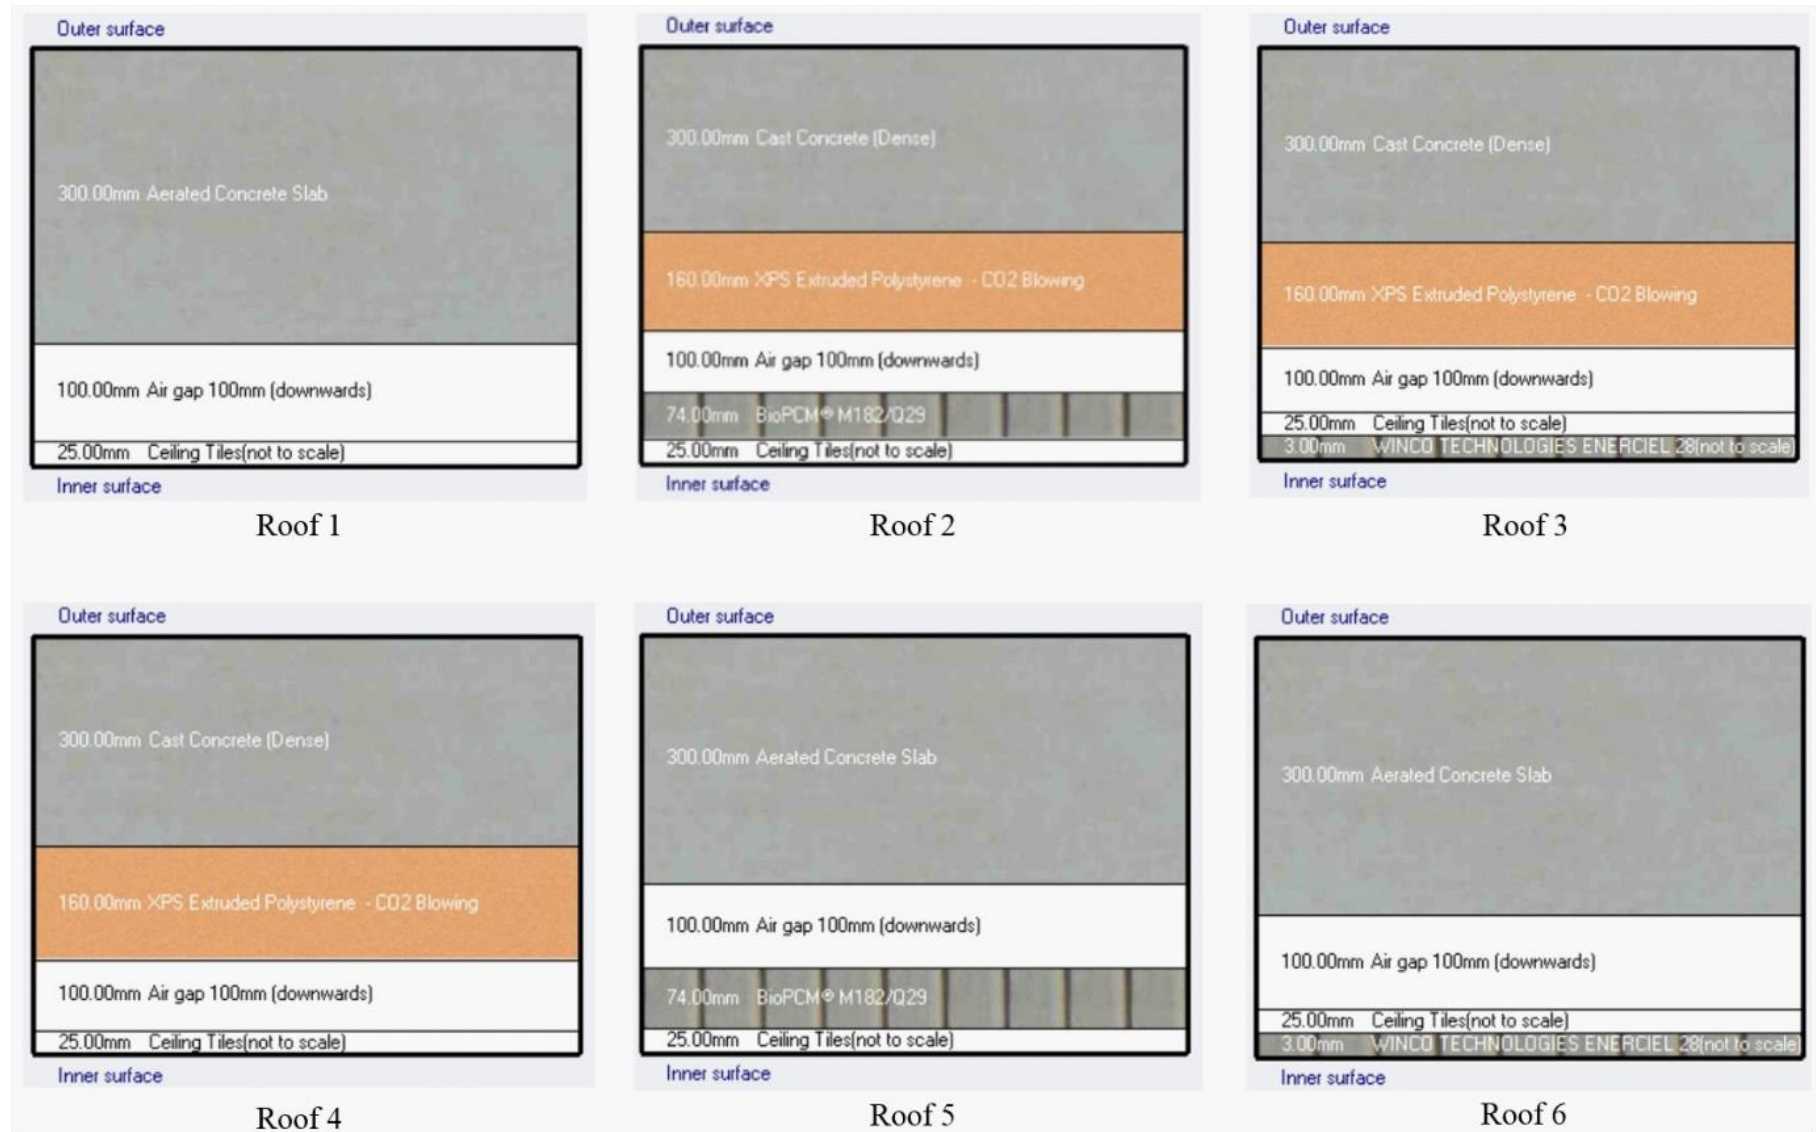 Outer surface
300.00mm Aerated Concrete Slab
100.00mm Air gap 100mm (downwards)
25.00mm Ceiling Tiles(not to scale)
Inner surface
Roof 1
Outer surface
300.00mm Cast Concrete (Dense)
160.00mm XPS Extruded Polystyrene - CO2 Blowing
100.00mm Air gap 100mm (downwards)
74.00mm BioPCM® M182/Q29
25.00mm Ceiling Tiles(not to scale)
Inner surface
Roof 2
Outer surface
300.00mm Cast Concrete (Dense)
160.00mm XPS Extruded Polystyrene - CO2 Blowing
100.00mm Air gap 100mm (downwards)
25.00mm Ceiling Tiles(not to scale)
3.00mm WINCO TECHNOLOGIES ENERCIEL 28(not to scale)
Inner surface
Roof 3
Outer surface
300.00mm Cast Concrete (Dense)
160.00mm XPS Extruded Polystyrene - CO2 Blowing
100.00mm Air gap 100mm (downwards)
25.00mm Ceiling Tiles(not to scale)
Inner surface
Roof 4
Outer surface
300.00mm Aerated Concrete Slab
100.00mm Air gap 100mm (downwards)
74.00mm BioPCM® M182/Q29
25.00mm Ceiling Tiles(not to scale)
Inner surface
Roof 5
Outer surface
300.00mm Aerated Concrete Slab
100.00mm Air gap 100mm (downwards)
25.00mm Ceiling Tiles(not to scale)
3.00mm WINCO TECHNOLOGIES ENERCIEL 28(not to scale)
Inner surface
Roof 6